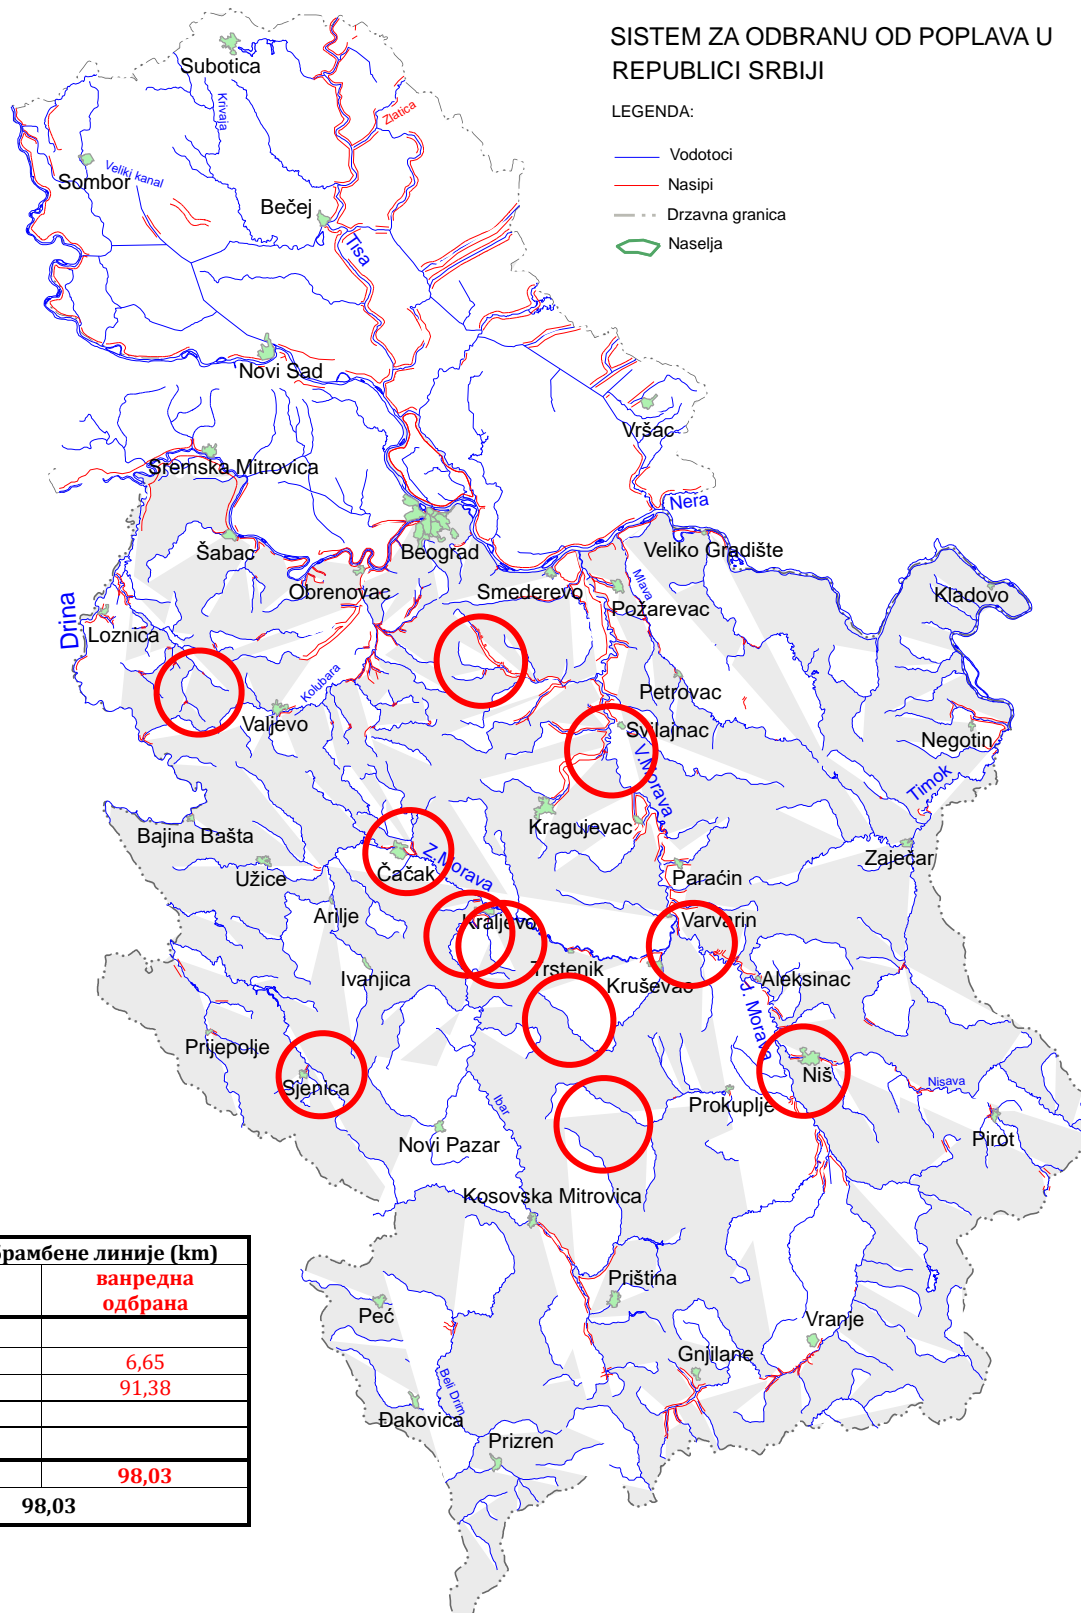 SISTEM ZA ODBRANU OD POPLAVA U
REPUBLICI SRBIJI
LEGENDA:
Vodotoci
Nasipi
Drzavna granica
Naselja
Subotica
Krivaja
Zlatica
Sombor
Veliki kanal
Bečej
Tisa
Novi Sad
Vršac
Sremska Mitrovica
Nera
Šabac
Beograd
Veliko Gradište
Obrenovac
Smederevo
Mlava
Požarevac
Kladovo
Drina
Loznica
Kolubara
Petrovac
Valjevo
Svilajnac
Negotin
V.Morava
Timok
Bajina Bašta
Kragujevac
Zaječar
Užice
Čačak
Z.Morava
Paraćin
Arilje
Kraljevo
Varvarin
Ivanjica
Trstenik
Kruševac
Aleksinac
J. Morava
Prijepolje
Sjenica
Niš
Nisava
Ibar
Prokuplje
Novi Pazar
Pirot
Kosovska Mitrovica
Priština
Peć
Vranje
Gnjilane
Beli Drim
Đakovica
Prizren
брамбене линије (km)
ванредна
одбрана
6,65
91,38
98,03
98,03